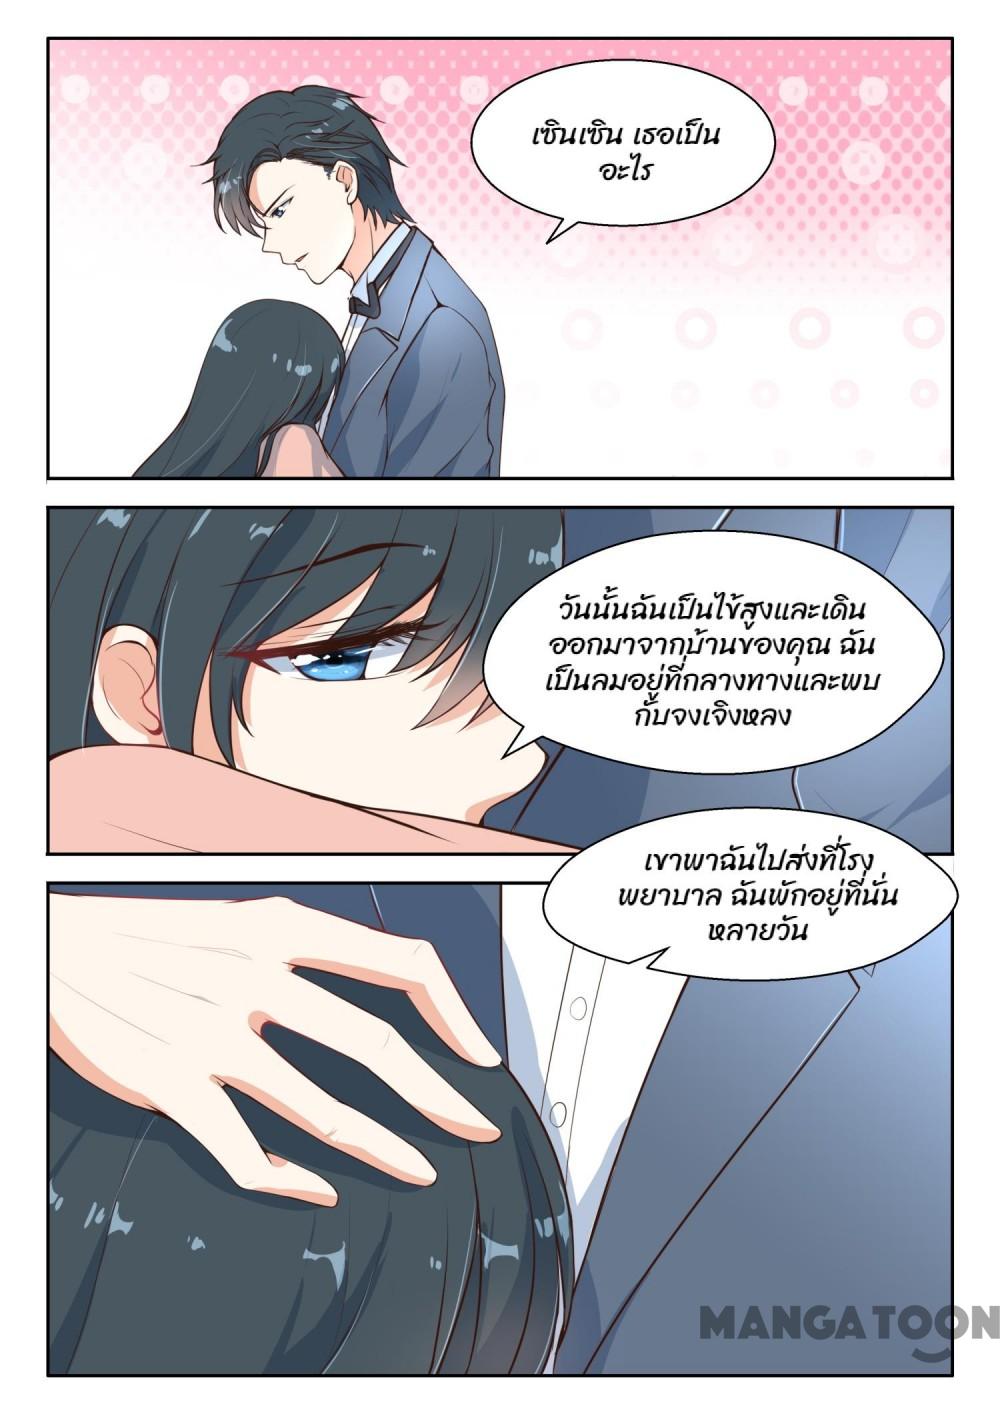 เซินเซิน เธอเป็น
อะไร
วันนั้นฉันเป็นไข้สูงและเดิน
ออกมาจากบ้านของคุณ ฉัน
เป็นลมอยู่ที่กลางทางและพบ
กับจงเจิงหลง
เขาพาฉันไปส่งที่โรง
พยาบาล ฉันพักอยู่ที่นั่น
หลายวัน
MANGATOON